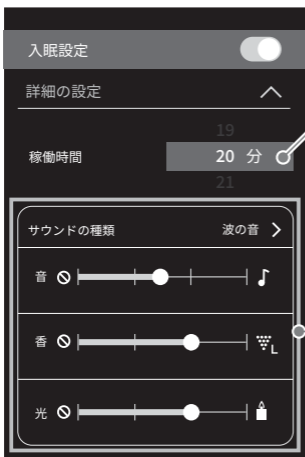 入眠設定
詳細の設定
19
稼働時間 20 分
21
サウンドの種類 波の音
音
香 L
光